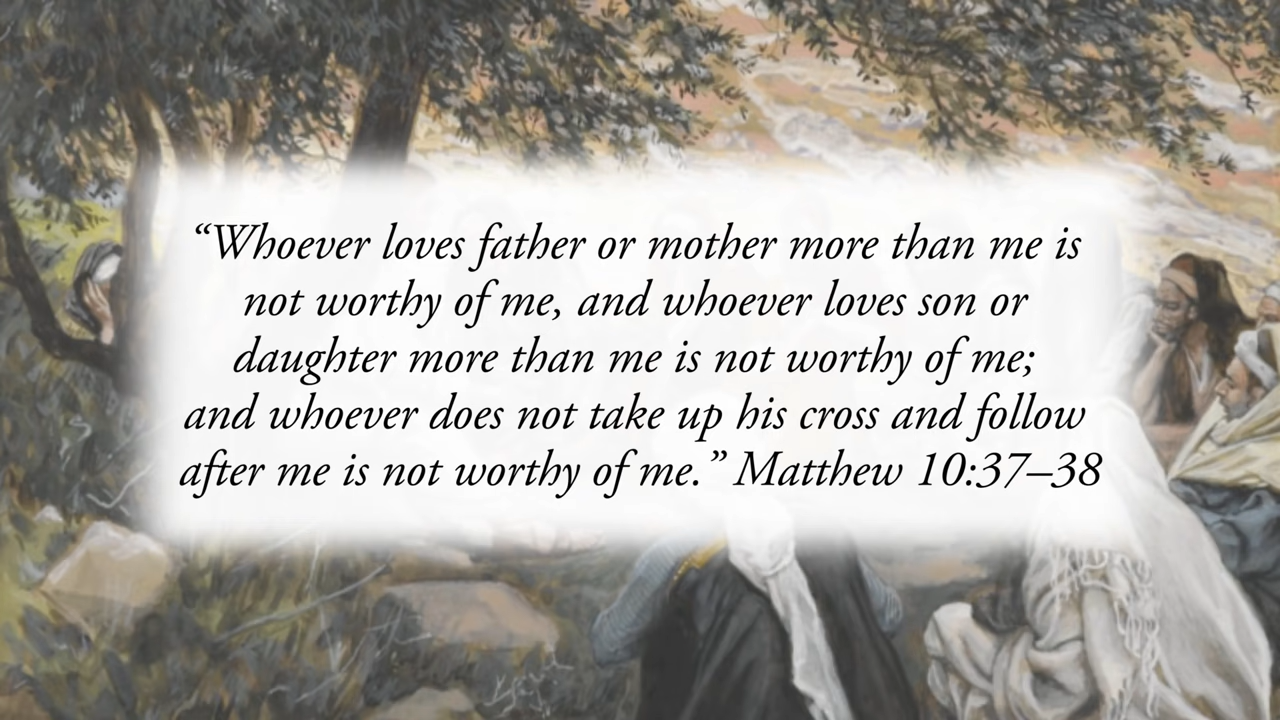 “Whoever loves father or mother more than me is
not worthy of me, and whoever loves son or
daughter more than me is not worthy of me;
and whoever does not take up his cross and follow
after me is not worthy of me.” Matthew 10:37–38